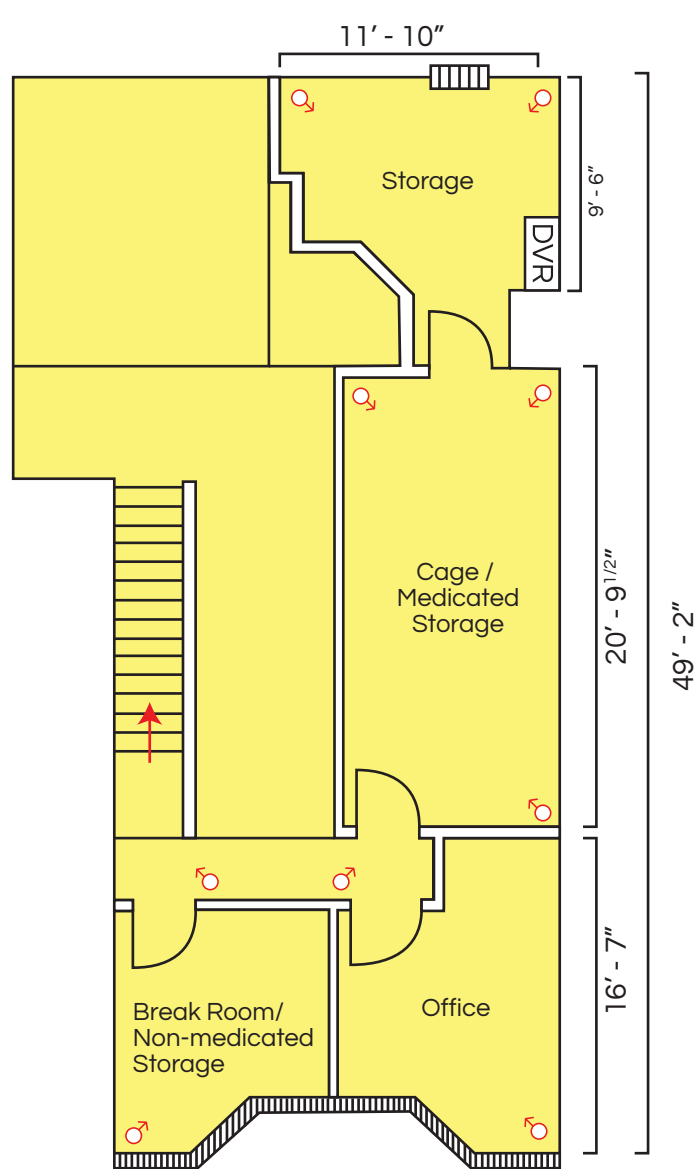 11′ - 10″
Storage
9′ - 6″
DVR
Cage /
Medicated
Storage
20′ - 9 1/2″
49′ - 2″
16′ - 7″
Office
Break Room/
Non-medicated
Storage